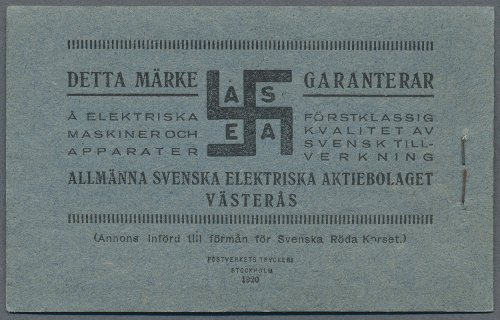 DETTA MÄRKE GARANTERAR
A S
E A
Å ELEKTRISKA
MASKINER OCH
APPARATER
FÖRSTKLASSIG
KVALITET AV
SVENSK TILL-
VERKNING
ALLMÄNNA SVENSKA ELEKTRISKA AKTIEBOLAGET
VÄSTERÅS
(Annons införd till förmån för Svenska Röda Korset.)
POSTVERKETS TRYCKERI
STOCKHOLM
1920